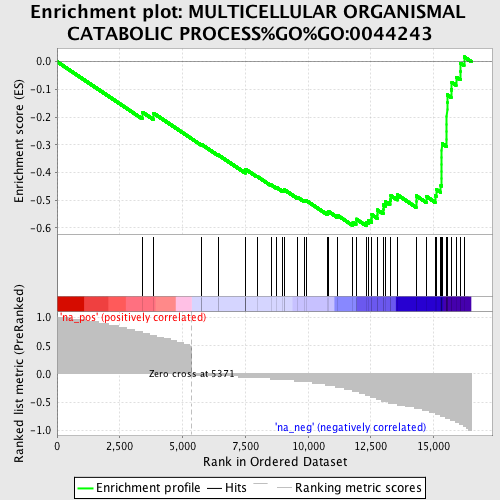 Enrichment plot: MULTICELLULAR ORGANISMAL
CATABOLIC PROCESS%GO%GO:0044243
Enrichment score (ES)
0.0
-0.1
-0.2
-0.3
-0.4
-0.5
-0.6
Ranked list metric (PreRanked)
1.0
0.5
0.0
-0.5
-1.0
'na_pos' (positively correlated)
Zero cross at 5371
'na_neg' (negatively correlated)
0
2,500
5,000
7,500
10,000
12,500
15,000
Rank in Ordered Dataset
Enrichment profile
Hits
Ranking metric scores